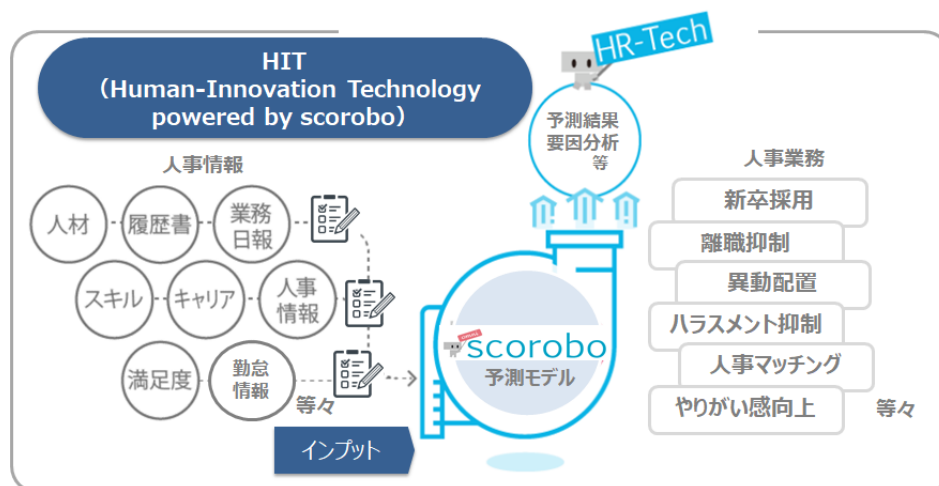 HIT
（Human-Innovation Technology
powered by scorobo）
HR-Tech
予測結果
要因分析
等
人事情報
人材
履歴書
業務
日報
スキル
キャリア
人事
情報
満足度
勤怠
情報
等々
インプット
scorobo
予測モデル
人事業務
新卒採用
離職抑制
異動配置
ハラスメント抑制
人事マッチング
やりがい感向上
等々